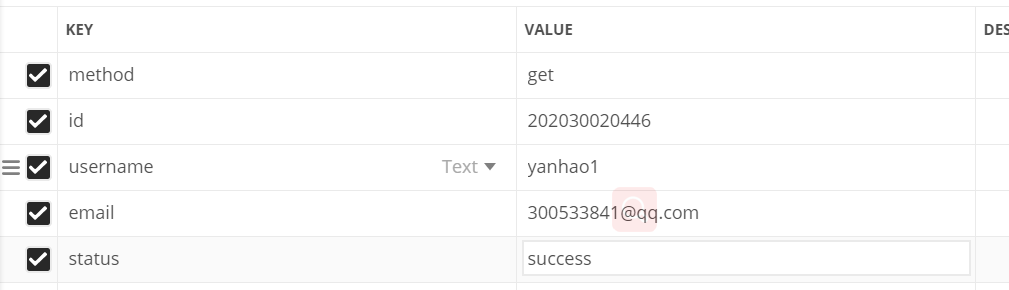 KEY VALUE DES
method get
id 202030020446
username Text yanhao1
email 300533841@qq.com
status success